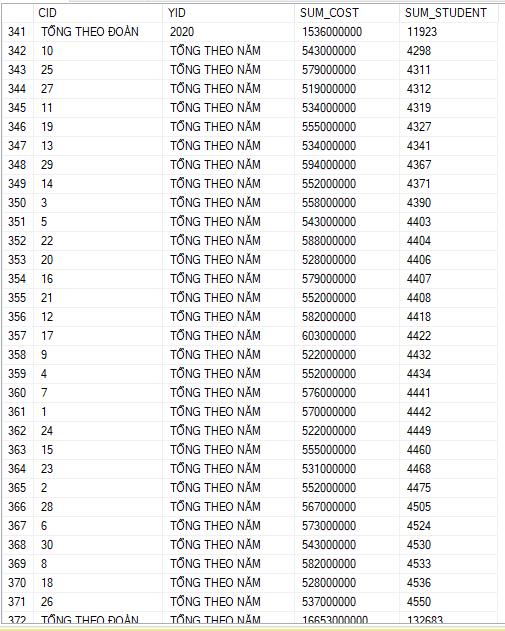 CID YID SUM_COST SUM_STUDENT
341 TỔNG THEO ĐOÀN 2020 1536000000 11923
342 10 TỔNG THEO NĂM 543000000 4298
343 25 TỔNG THEO NĂM 579000000 4311
344 27 TỔNG THEO NĂM 519000000 4312
345 11 TỔNG THEO NĂM 534000000 4319
346 19 TỔNG THEO NĂM 555000000 4327
347 13 TỔNG THEO NĂM 534000000 4341
348 29 TỔNG THEO NĂM 594000000 4367
349 14 TỔNG THEO NĂM 552000000 4371
350 3 TỔNG THEO NĂM 558000000 4390
351 5 TỔNG THEO NĂM 543000000 4403
352 22 TỔNG THEO NĂM 588000000 4404
353 20 TỔNG THEO NĂM 528000000 4406
354 16 TỔNG THEO NĂM 579000000 4407
355 21 TỔNG THEO NĂM 552000000 4408
356 12 TỔNG THEO NĂM 582000000 4418
357 17 TỔNG THEO NĂM 603000000 4422
358 9 TỔNG THEO NĂM 522000000 4432
359 4 TỔNG THEO NĂM 552000000 4434
360 7 TỔNG THEO NĂM 576000000 4441
361 1 TỔNG THEO NĂM 570000000 4442
362 24 TỔNG THEO NĂM 522000000 4449
363 15 TỔNG THEO NĂM 555000000 4460
364 23 TỔNG THEO NĂM 531000000 4468
365 2 TỔNG THEO NĂM 552000000 4475
366 28 TỔNG THEO NĂM 567000000 4505
367 6 TỔNG THEO NĂM 573000000 4524
368 30 TỔNG THEO NĂM 543000000 4530
369 8 TỔNG THEO NĂM 582000000 4533
370 18 TỔNG THEO NĂM 528000000 4536
371 26 TỔNG THEO NĂM 537000000 4550
372 TỔNG THEO ĐOÀN TỔNG THEO NĂM 16653000000 132683